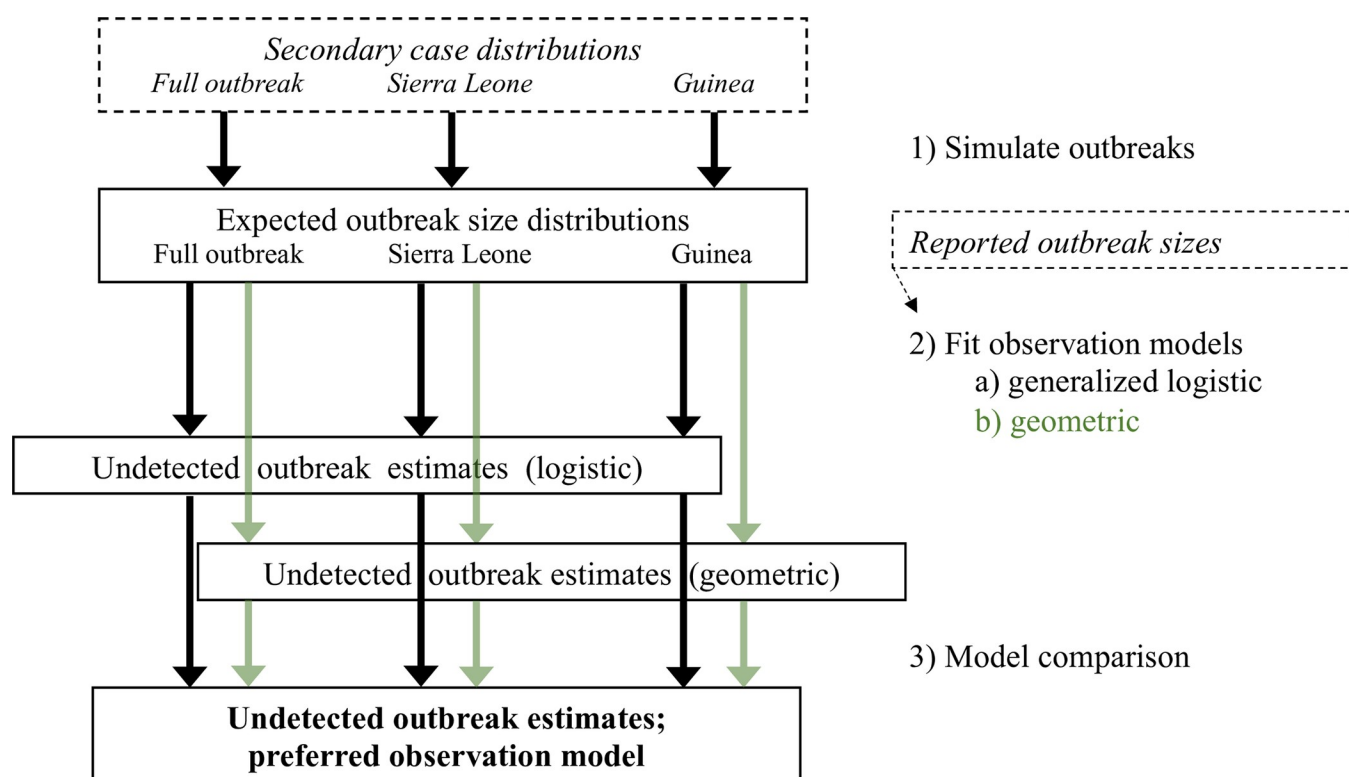 Secondary case distributions
Full outbreak Sierra Leone Guinea
1) Simulate outbreaks
Expected outbreak size distributions
Full outbreak Sierra Leone Guinea
Reported outbreak sizes
2) Fit observation models
a) generalized logistic
b) geometric
Undetected outbreak estimates (logistic)
Undetected outbreak estimates (geometric)
3) Model comparison
Undetected outbreak estimates;
preferred observation model